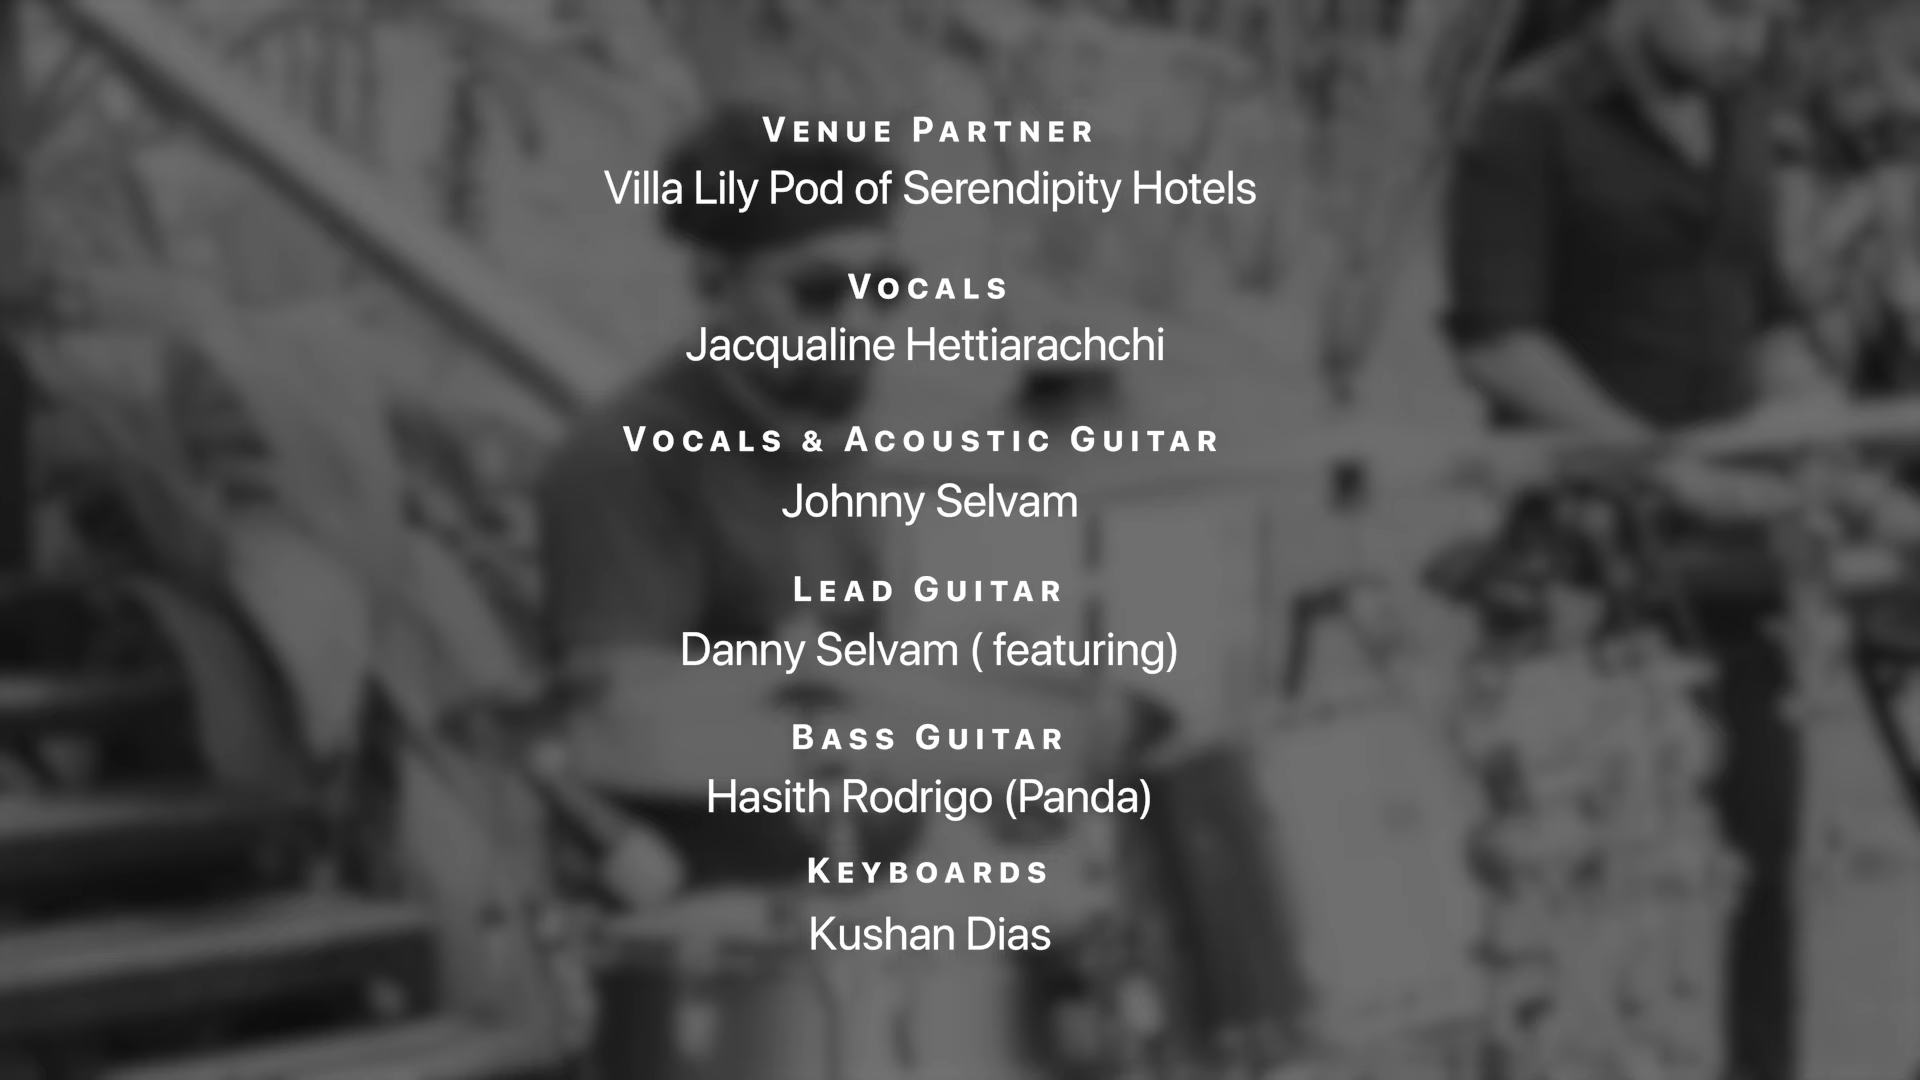 Venue Partner
Villa Lily Pod of Serendipity Hotels
Vocals
Jacqualine Hettiarachchi
Vocals & Acoustic Guitar
Johnny Selvam
Lead Guitar
Danny Selvam ( featuring)
Bass Guitar
Hasith Rodrigo (Panda)
Keyboards
Kushan Dias